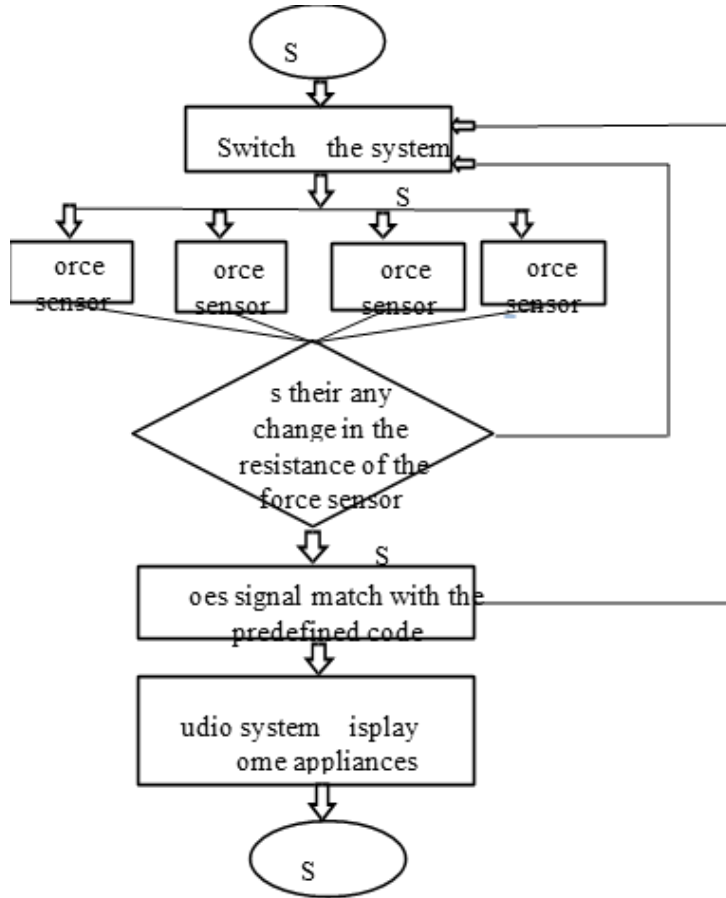 S
Switch the system
S
orce
sensor
orce
sensor
orce
sensor
orce
sensor
s their any
change in the
resistance of the
force sensor
S
oes signal match with the
predefined code
udio system isplay
ome appliances
S